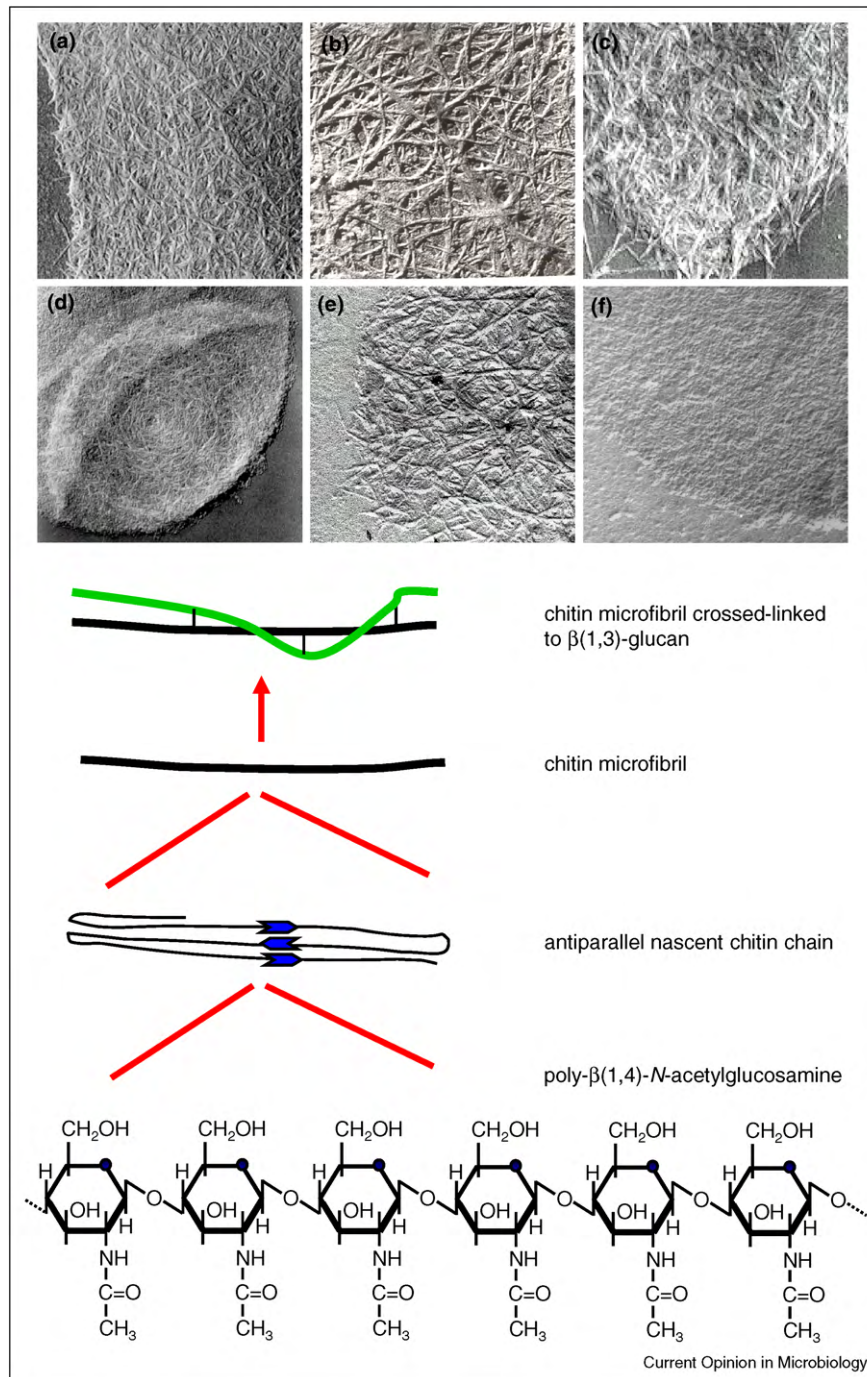 (a) (b) (c)
(d) (e) (f)
chitin microfibril crossed-linked
to β(1,3)-glucan
chitin microfibril
antiparallel nascent chitin chain
poly-β(1,4)-N-acetylglucosamine
CH₂OH CH₂OH CH₂OH CH₂OH CH₂OH CH₂OH
H H H H H H
O O O O O O
OH H OH H OH H OH H OH H OH H
H H H H H H
NH NH NH NH NH NH
C=O C=O C=O C=O C=O C=O
CH₃ CH₃ CH₃ CH₃ CH₃ CH₃
Current Opinion in Microbiology